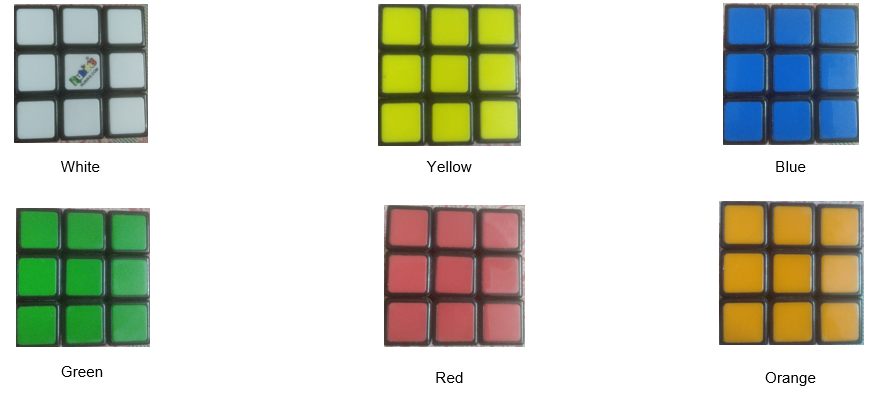 White
Yellow
Blue
Green
Red
Orange